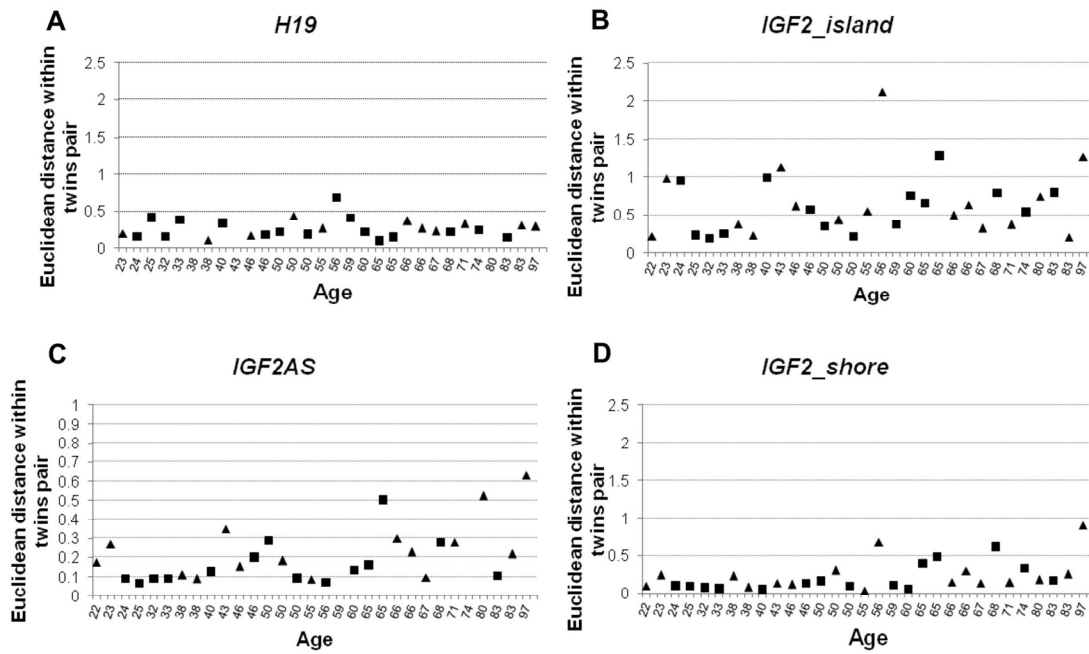 A
H19
Euclidean distance within
twins pair
2.5
2
1.5
1
0.5
0
23 24 25 32 33 38 38 40 43 46 46 50 50 50 55 56 59 60 65 65 66 66 67 68 71 74 80 83 83 97
Age
B
IGF2_island
Euclidean distance within
twins pair
2.5
2
1.5
1
0.5
0
22 23 24 25 32 33 38 38 40 43 46 46 50 50 50 55 56 59 60 65 65 66 66 67 68 71 74 80 83 83 97
Age
C
IGF2AS
Euclidean distance within
twins pair
1
0.9
0.8
0.7
0.6
0.5
0.4
0.3
0.2
0.1
0
22 23 24 25 32 33 38 38 40 43 46 46 50 50 50 55 56 59 60 65 65 66 66 67 68 71 74 80 83 83 97
Age
D
IGF2_shore
Euclidean distance within
twins pair
2.5
2
1.5
1
0.5
0
22 23 24 25 32 33 38 38 40 43 46 46 50 50 50 55 56 59 60 65 65 66 66 67 68 71 74 80 83 83 97
Age